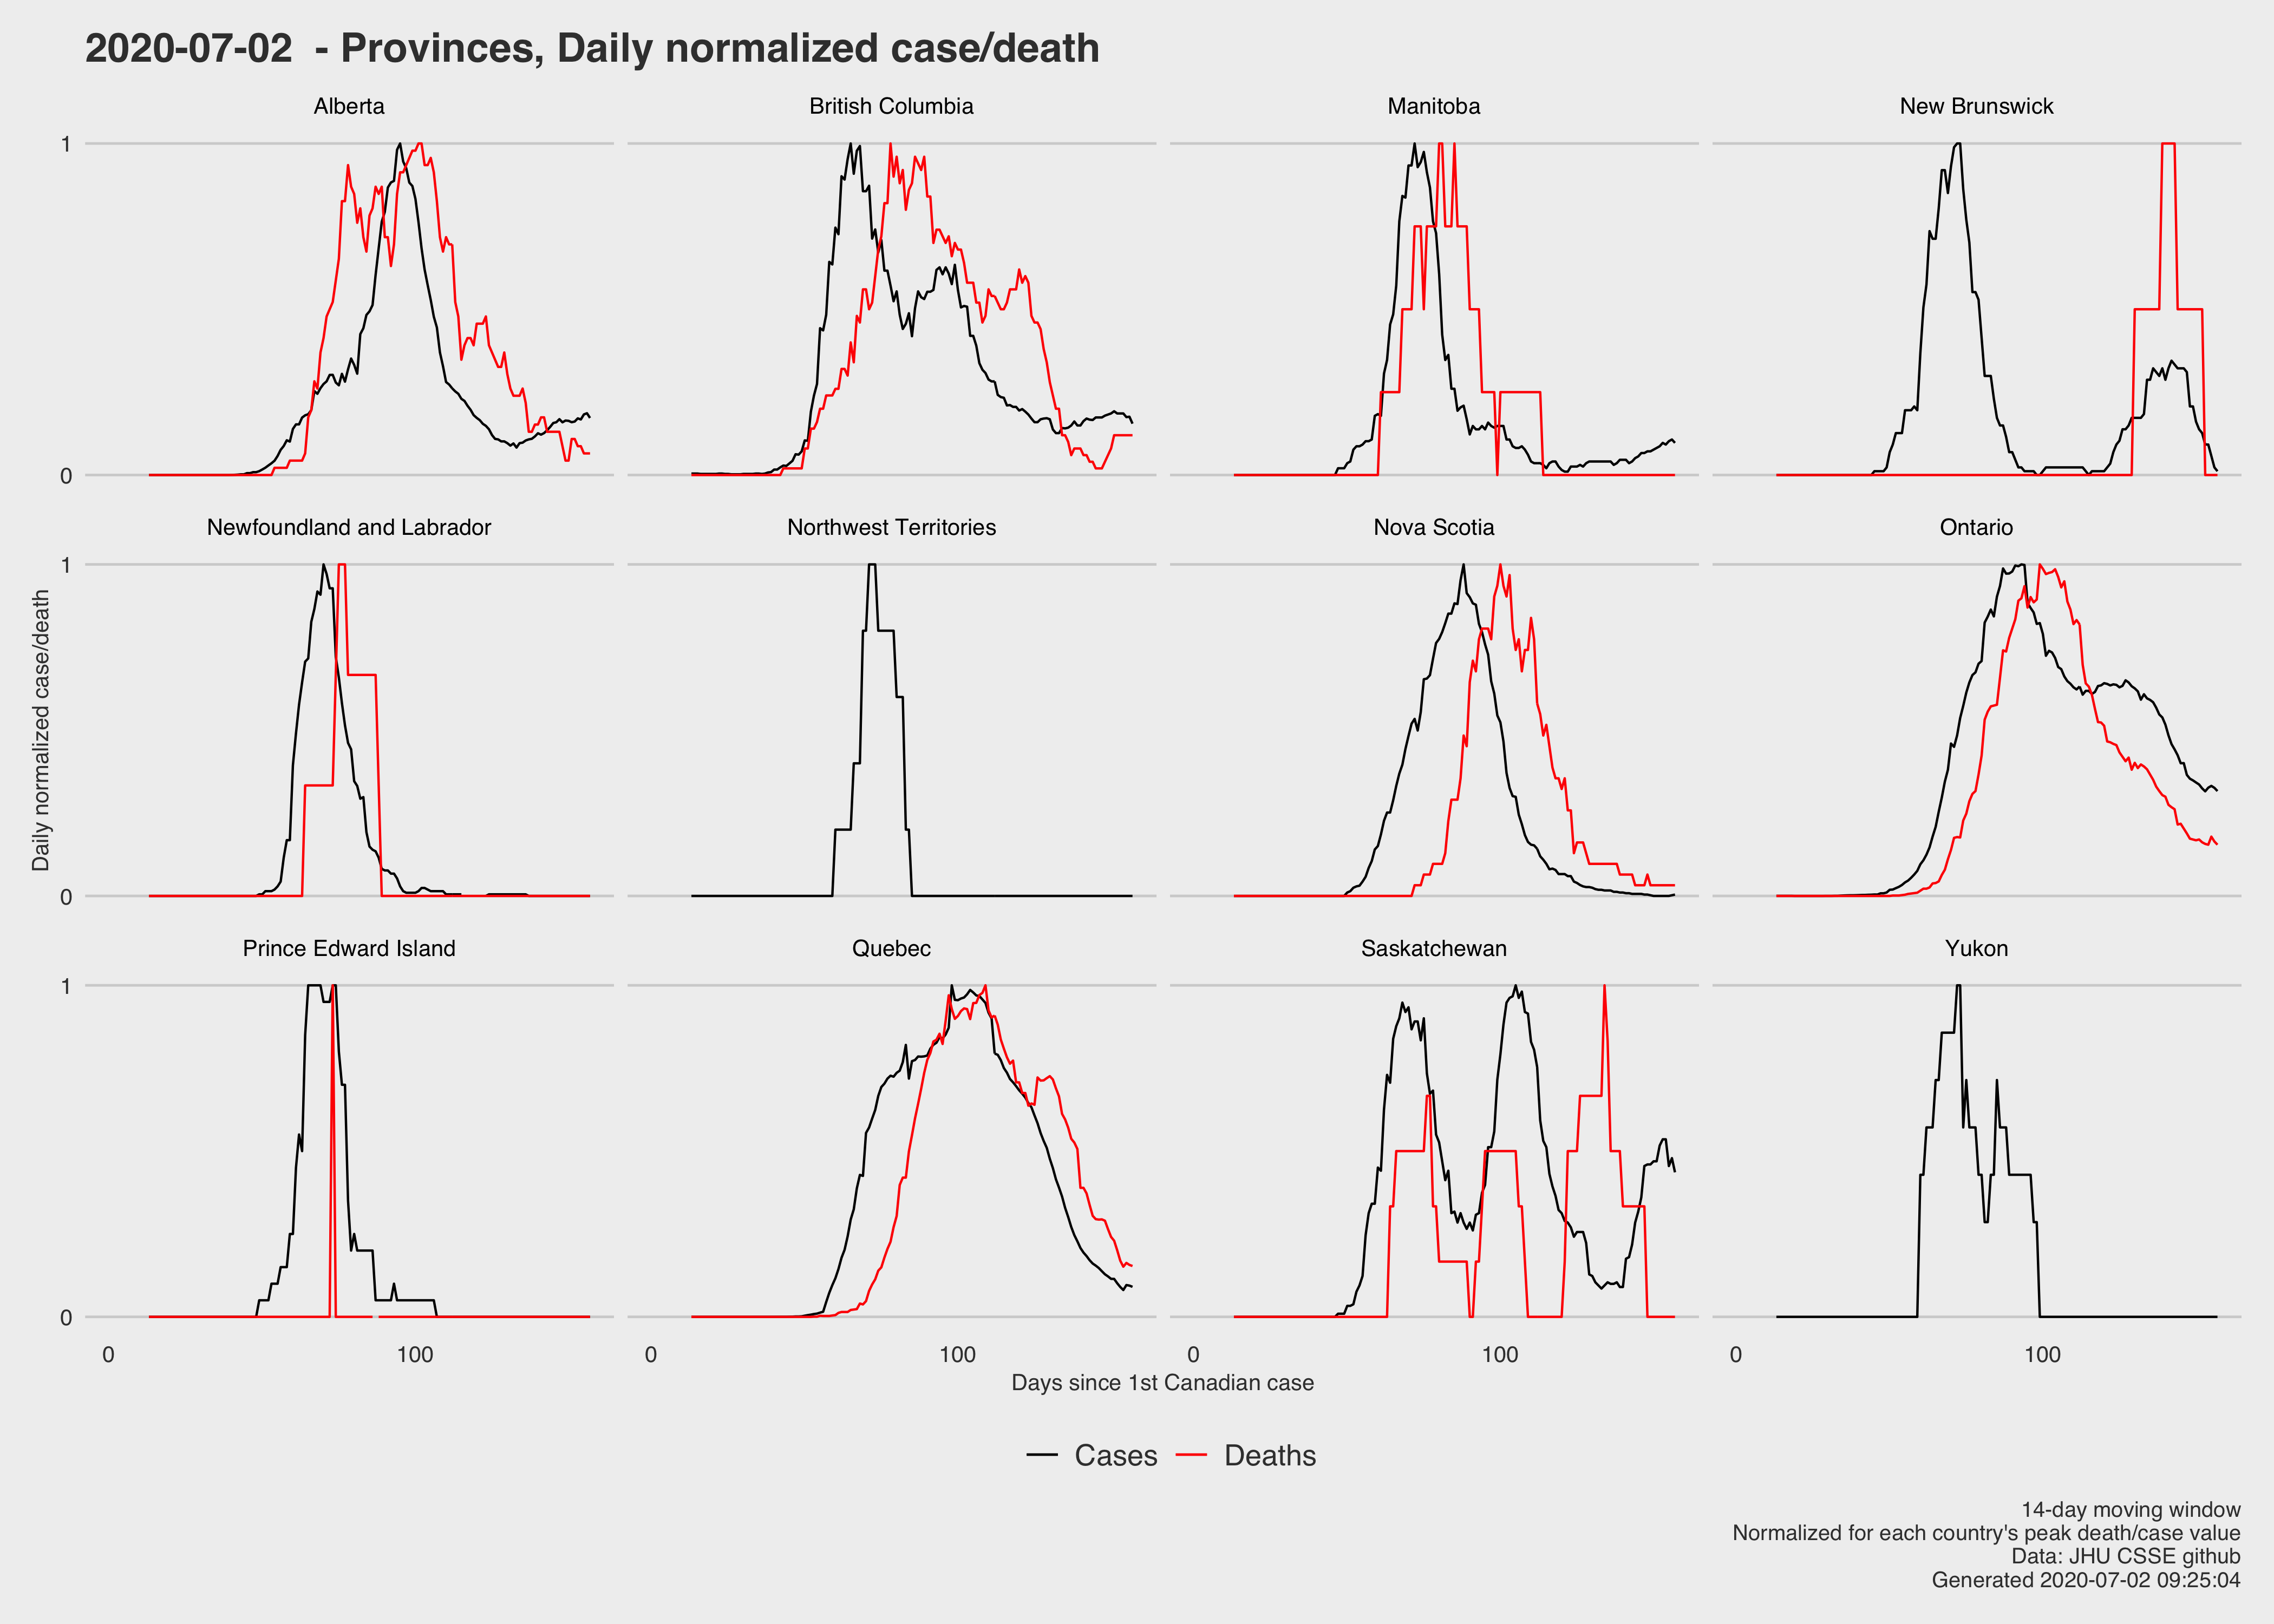 2020-07-02  - Provinces, Daily normalized case/death
Alberta
British Columbia
Manitoba
New Brunswick
1
0
Newfoundland and Labrador
Northwest Territories
Nova Scotia
Ontario
1
0
Daily normalized case/death
Prince Edward Island
Quebec
Saskatchewan
Yukon
1
0
0 100 0 100 0 100 0 100
Days since 1st Canadian case
Cases Deaths
14-day moving window
Normalized for each country's peak death/case value
Data: JHU CSSE github
Generated 2020-07-02 09:25:04